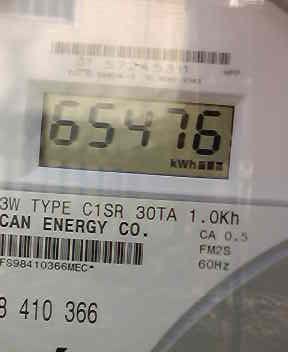 65476
kWh
3W TYPE C1SR 30TA 1.0Kh
CAN ENERGY CO.
CA 0.5
FM2S
60Hz
FS98410366MEC*
8 410 366